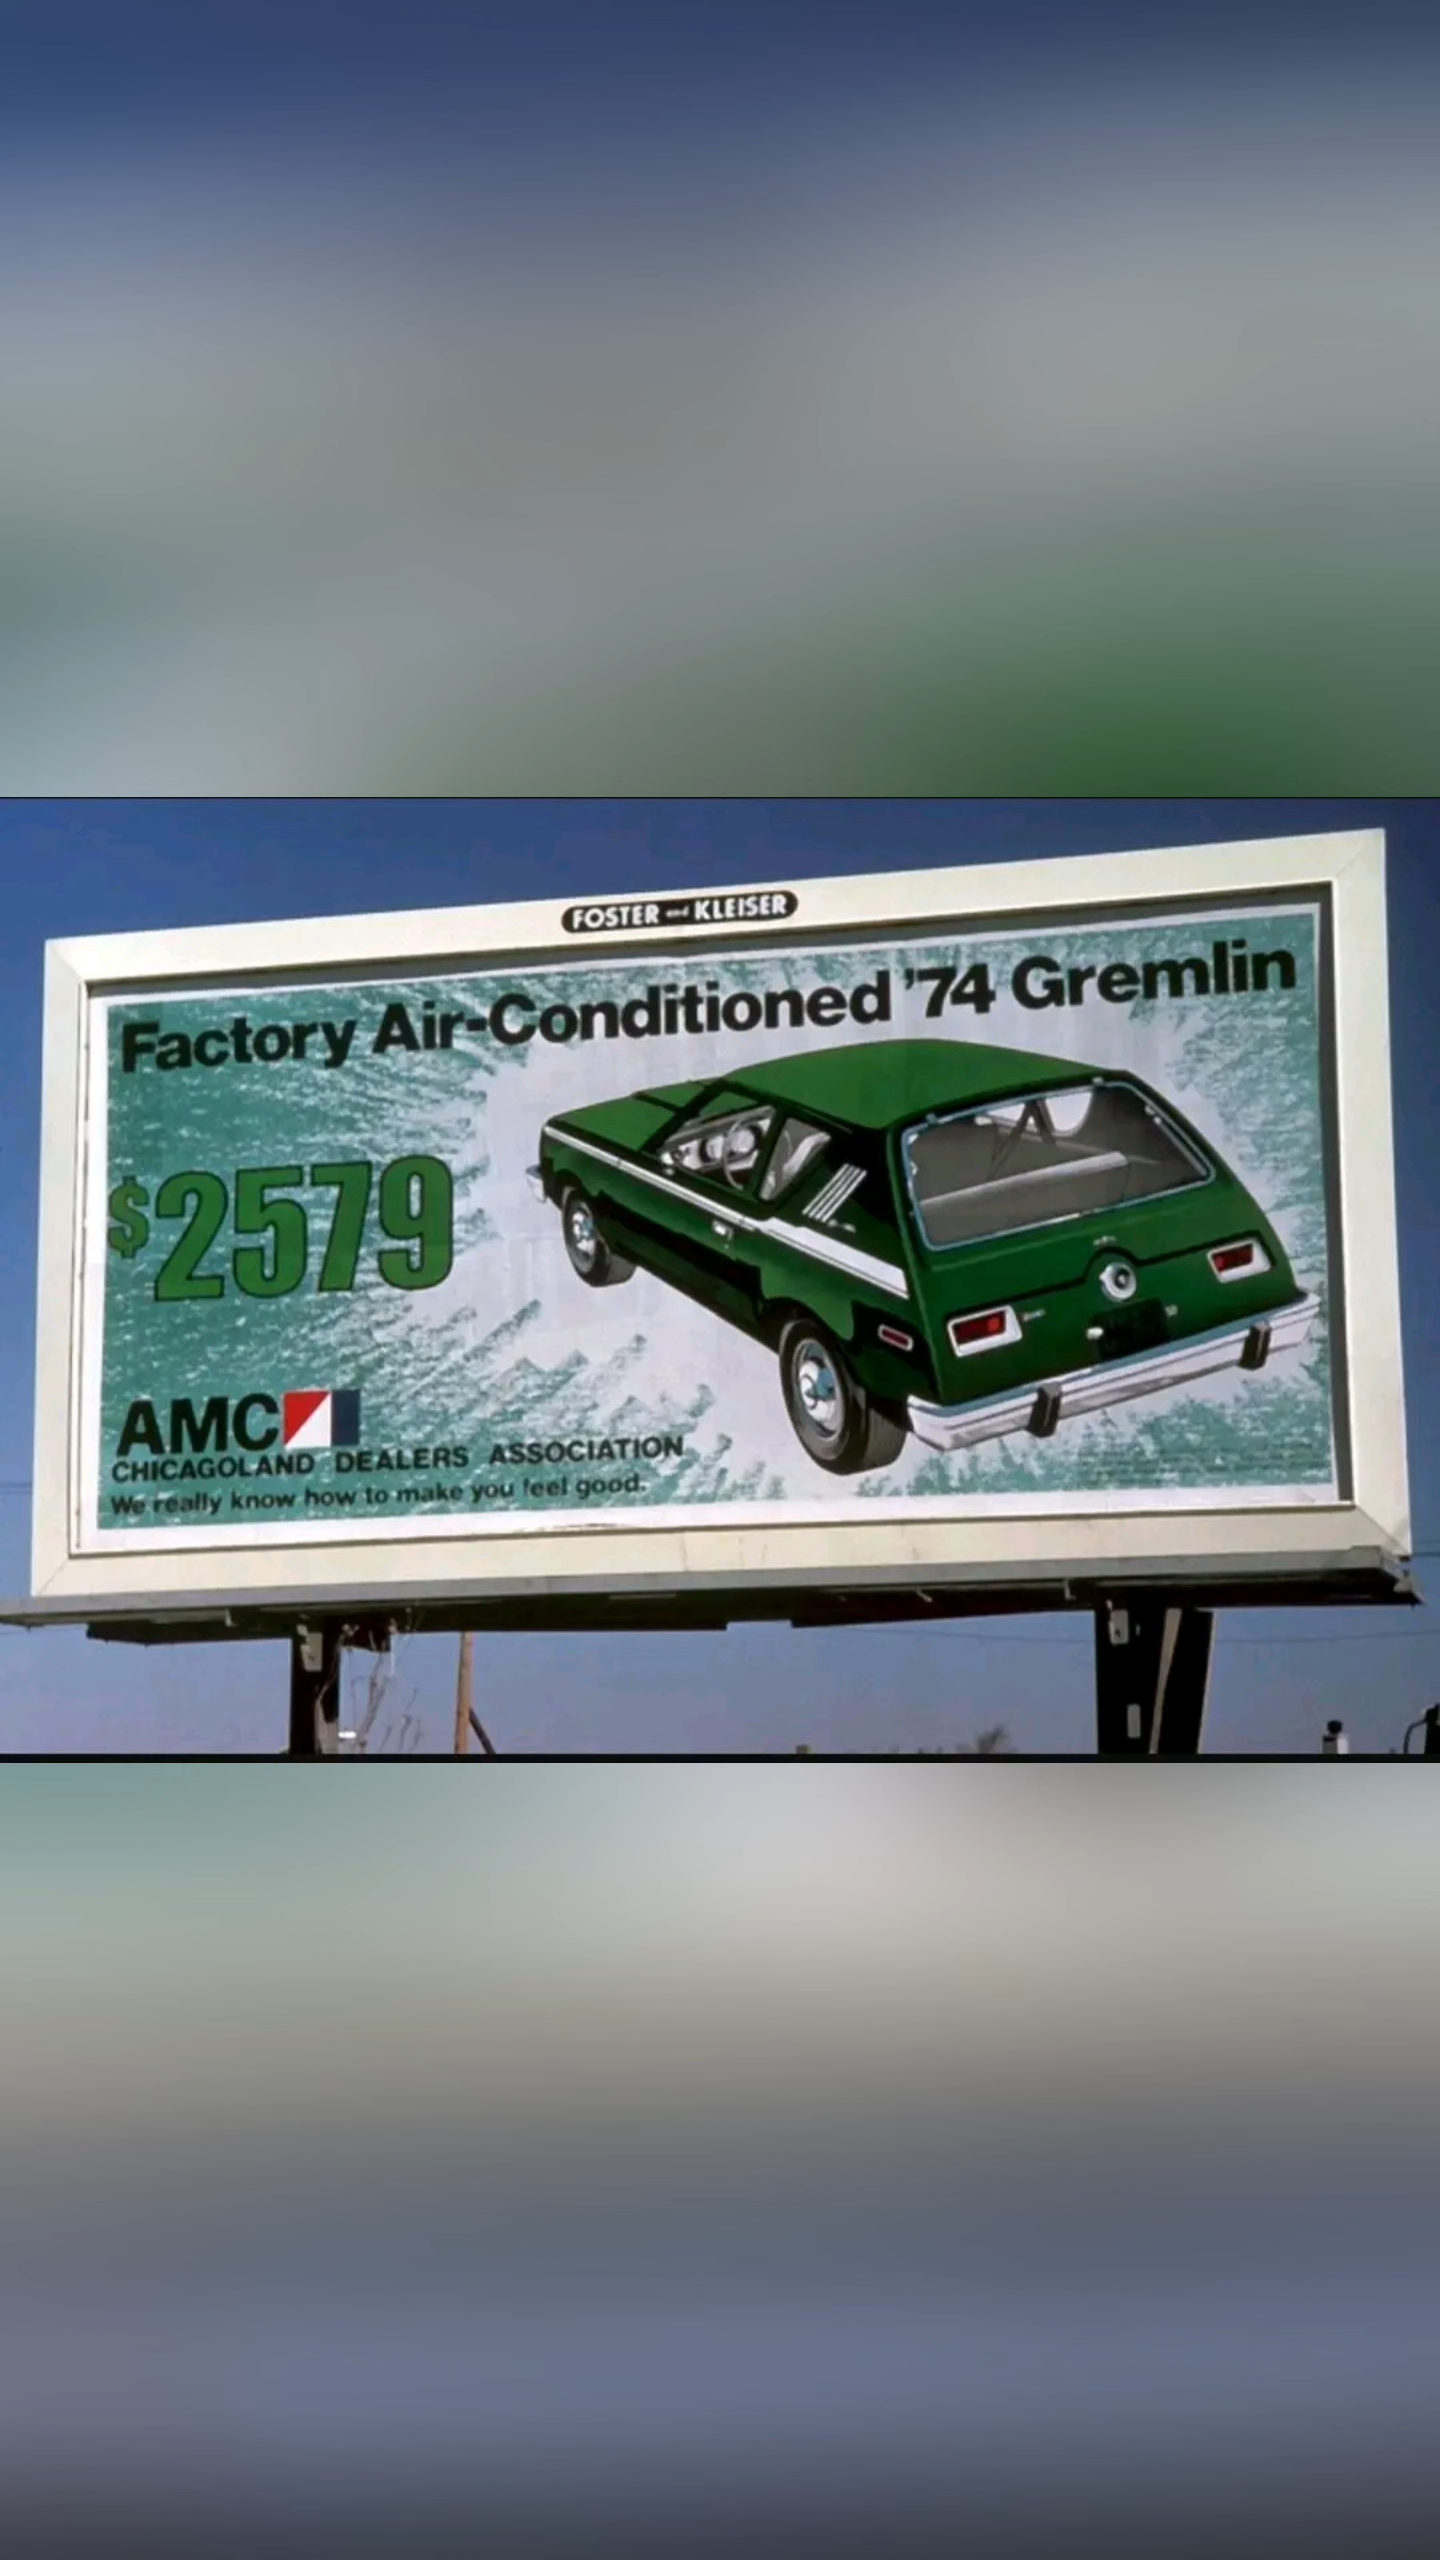 FOSTER and KLEISER
Factory Air-Conditioned '74 Gremlin
$2579
AMC
CHICAGOLAND DEALERS ASSOCIATION
We really know how to make you feel good.